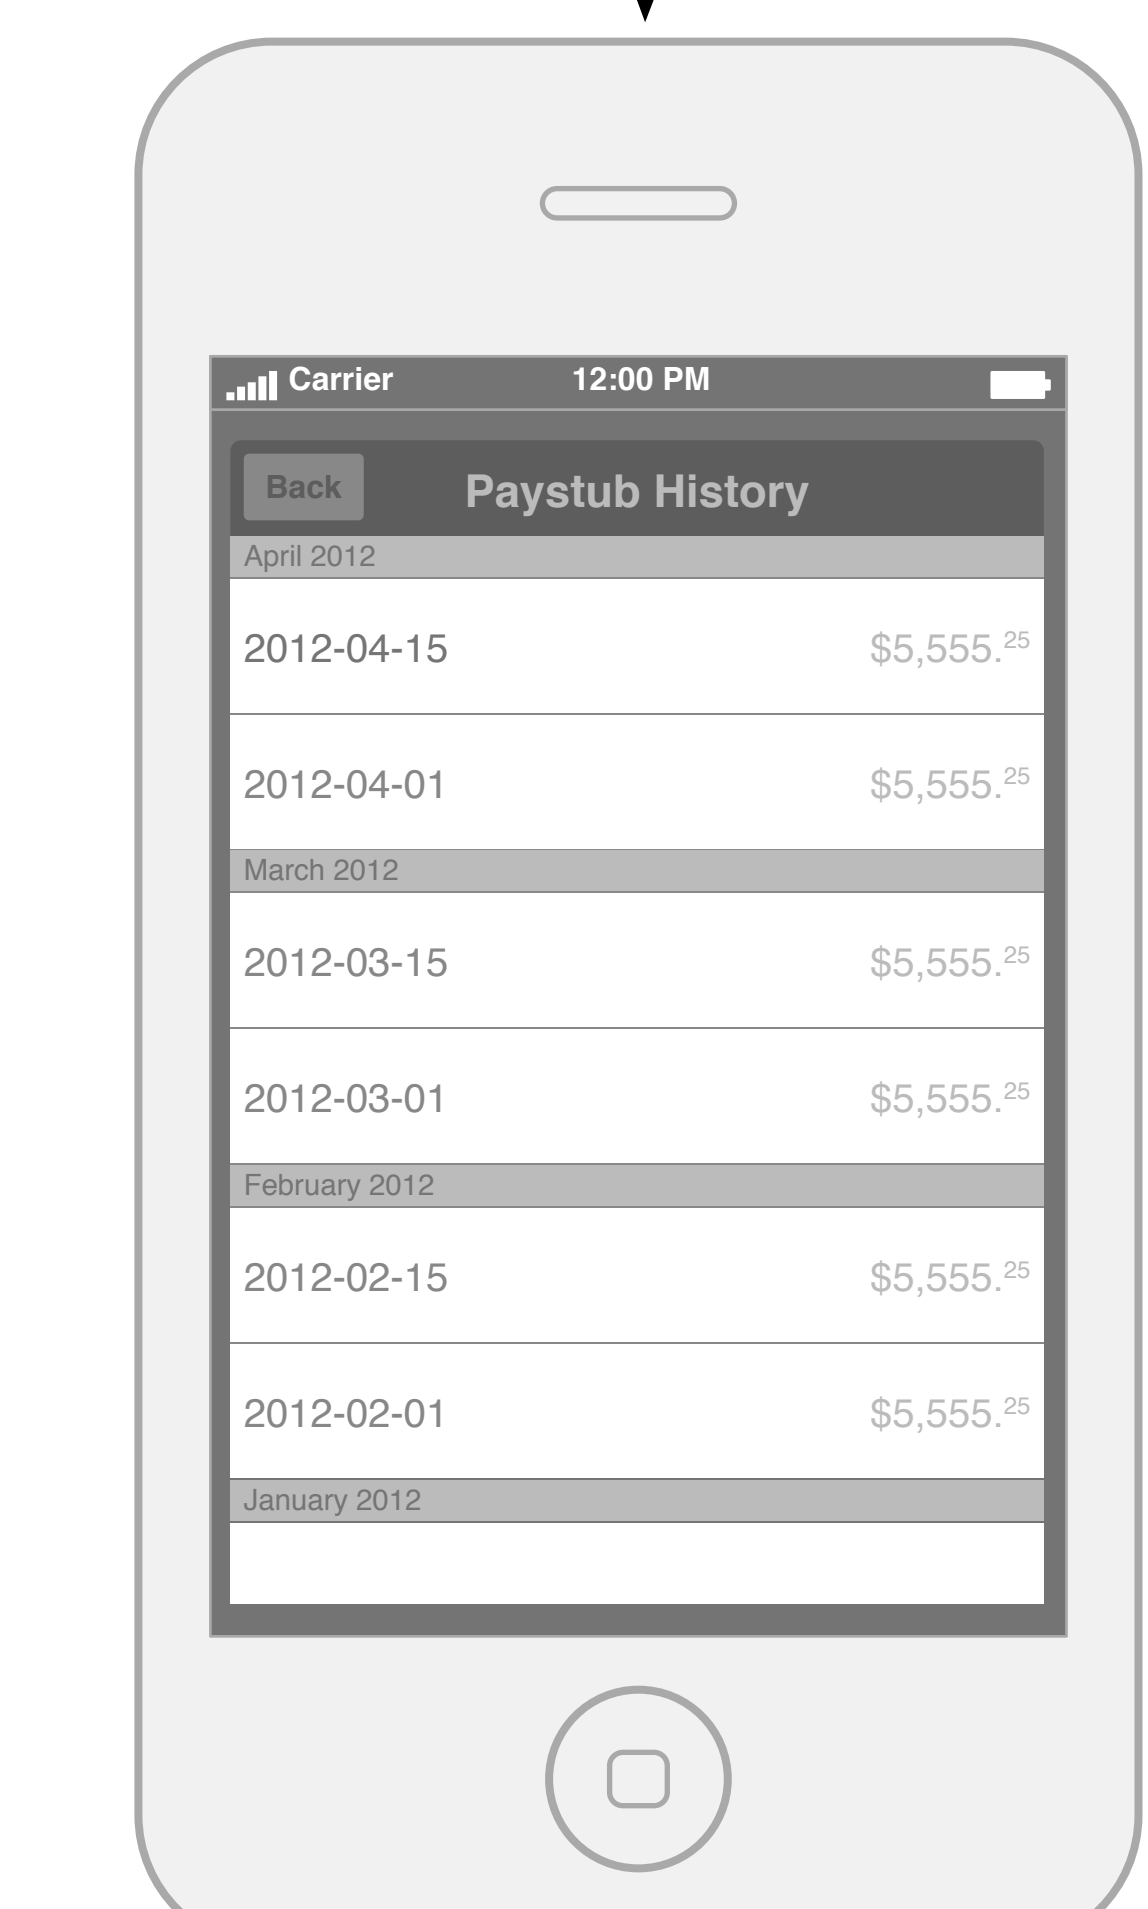 Carrier 12:00 PM
Back Paystub History
April 2012
2012-04-15 $5,555.25
2012-04-01 $5,555.25
March 2012
2012-03-15 $5,555.25
2012-03-01 $5,555.25
February 2012
2012-02-15 $5,555.25
2012-02-01 $5,555.25
January 2012